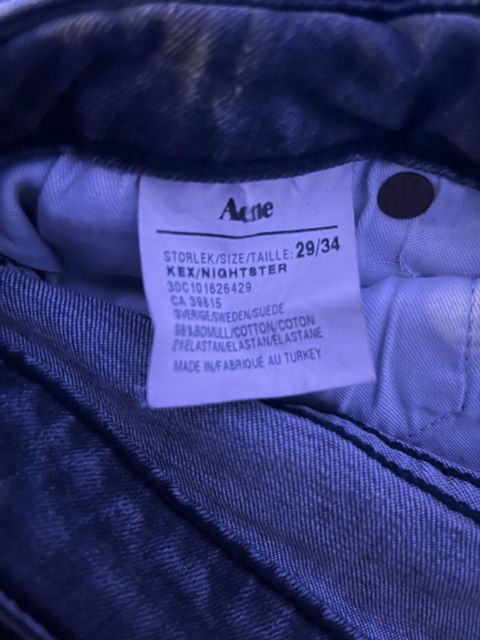 Acne
STORLEK/SIZE/TAILLE: 29/34
KEX/NIGHTSTER
30C101626429
CA 39815
SVERIGE/SWEDEN/SUEDE
BOMULL/COTTON/COTON
ELASTAN/ELASTAN/ELASTANE
MADE IN/FABRIQUÉ AU TURKEY